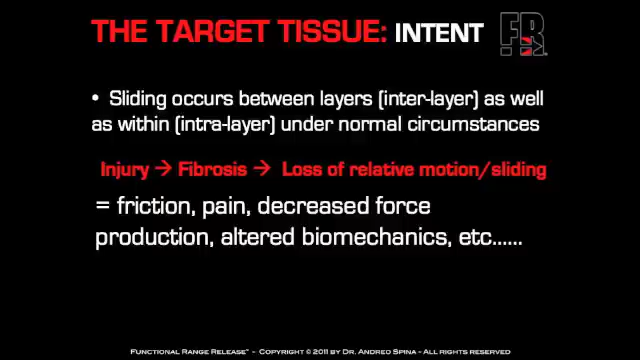 THE TARGET TISSUE: INTENT
FR
• Sliding occurs between layers (inter-layer) as well
as within (intra-layer) under normal circumstances
Injury → Fibrosis → Loss of relative motion/sliding
= friction, pain, decreased force
production, altered biomechanics, etc......
Functional Range Release™ - Copyright © 2011 by Dr. Andreo Spina - All rights reserved